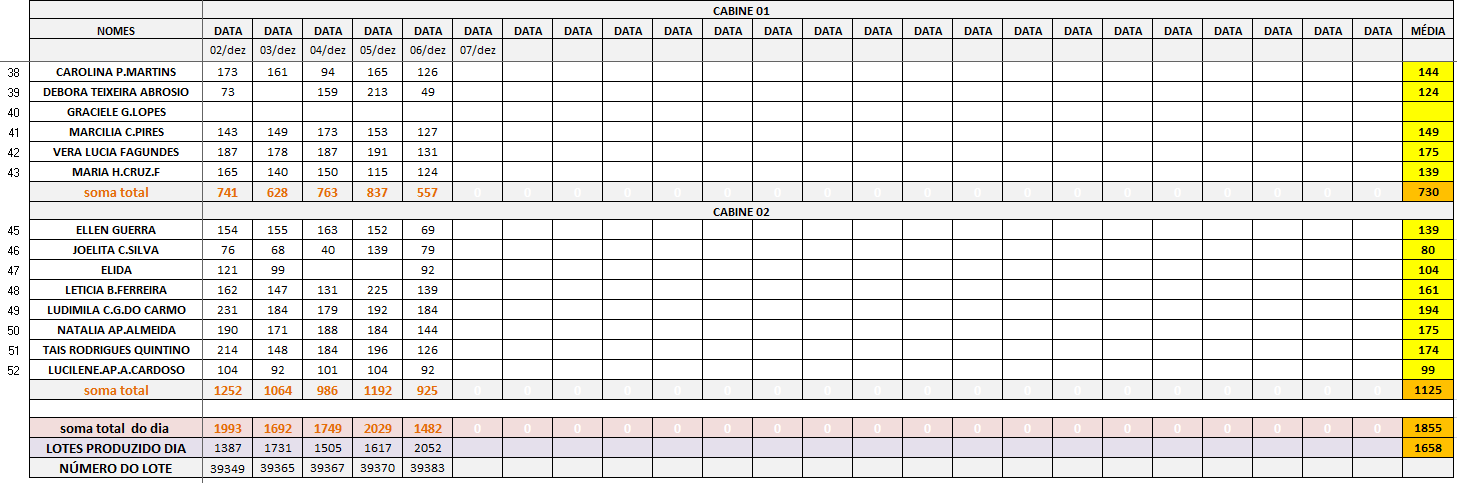 CABINE 01
NOMES DATA DATA DATA DATA DATA DATA DATA DATA DATA DATA DATA DATA DATA DATA DATA DATA DATA DATA DATA DATA DATA DATA DATA DATA MÉDIA
02/dez 03/dez 04/dez 05/dez 06/dez 07/dez
38 CAROLINA P.MARTINS 173 161 94 165 126 144
39 DEBORA TEIXEIRA ABROSIO 73 159 213 49 124
40 GRACIELE G.LOPES
41 MARCILIA C.PIRES 143 149 173 153 127 149
42 VERA LUCIA FAGUNDES 187 178 187 191 131 175
43 MARIA H.CRUZ.F 165 140 150 115 124 139
soma total 741 628 763 837 557 0 0 0 0 0 0 0 0 0 0 0 0 0 0 0 0 0 0 0 730
CABINE 02
45 ELLEN GUERRA 154 155 163 152 69 139
46 JOELITA C.SILVA 76 68 40 139 79 80
47 ELIDA 121 99 92 104
48 LETICIA B.FERREIRA 162 147 131 225 139 161
49 LUDIMILA C.G.DO CARMO 231 184 179 192 184 194
50 NATALIA AP.ALMEIDA 190 171 188 184 144 175
51 TAIS RODRIGUES QUINTINO 214 148 184 196 126 174
52 LUCILENE.AP.A.CARDOSO 104 92 101 104 92 99
soma total 1252 1064 986 1192 925 0 0 0 0 0 0 0 0 0 0 0 0 0 0 0 0 0 0 0 1125
soma total do dia 1993 1692 1749 2029 1482 0 0 0 0 0 0 0 0 0 0 0 0 0 0 0 0 0 0 0 1855
LOTES PRODUZIDO DIA 1387 1731 1505 1617 2052 1658
NÚMERO DO LOTE 39349 39365 39367 39370 39383